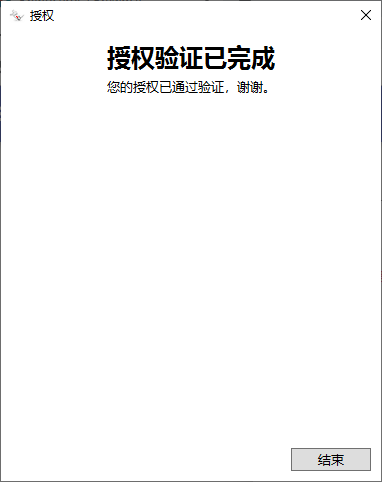 授权
授权验证已完成
您的授权已通过验证，谢谢。
结束